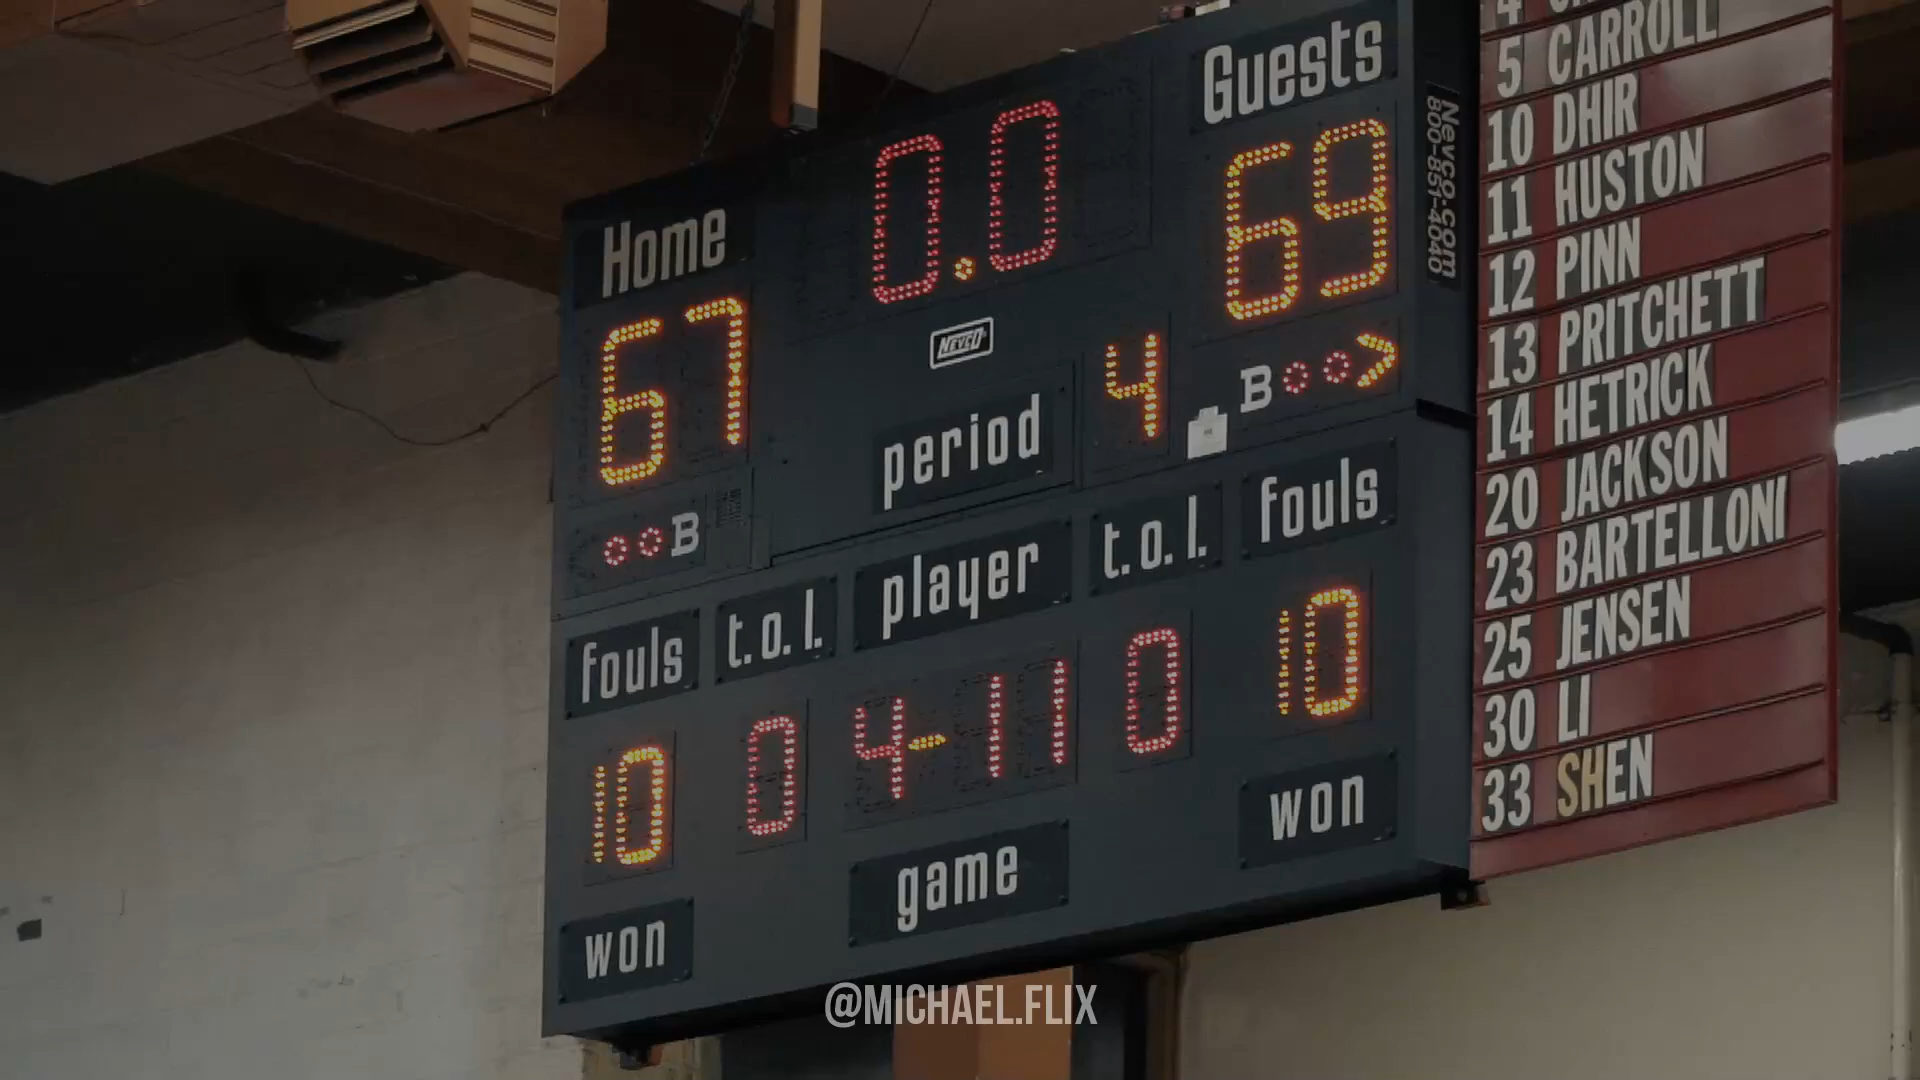 Home
67
0.0
Guests
69
NEVCO
Nevco.com
800-851-4040
period
4
B
B
fouls
t.o.l.
player
t.o.l.
fouls
10
0
4-11
0
10
won
game
won
4
5 CARROLL
10 DHIR
11 HUSTON
12 PINN
13 PRITCHETT
14 HETRICK
20 JACKSON
23 BARTELLONI
25 JENSEN
30 LI
33 SHEN
@MICHAEL.FLIX